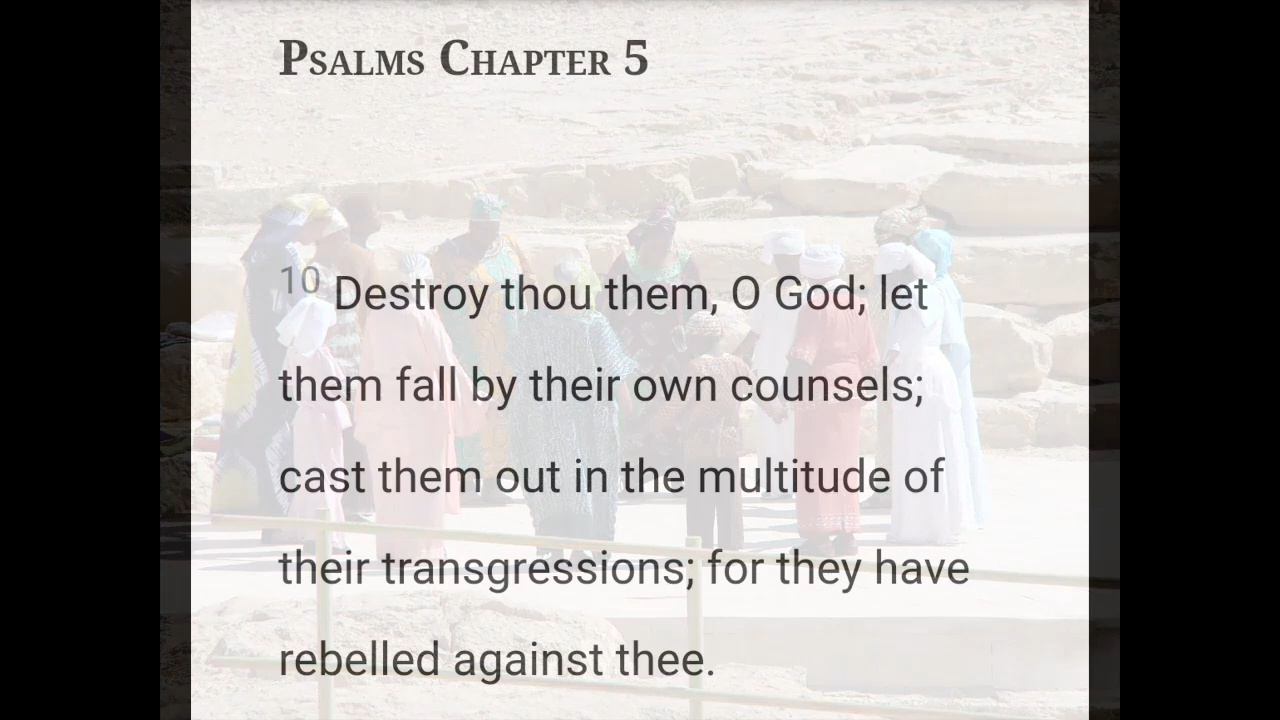 Psalms Chapter 5
10 Destroy thou them, O God; let
them fall by their own counsels;
cast them out in the multitude of
their transgressions; for they have
rebelled against thee.